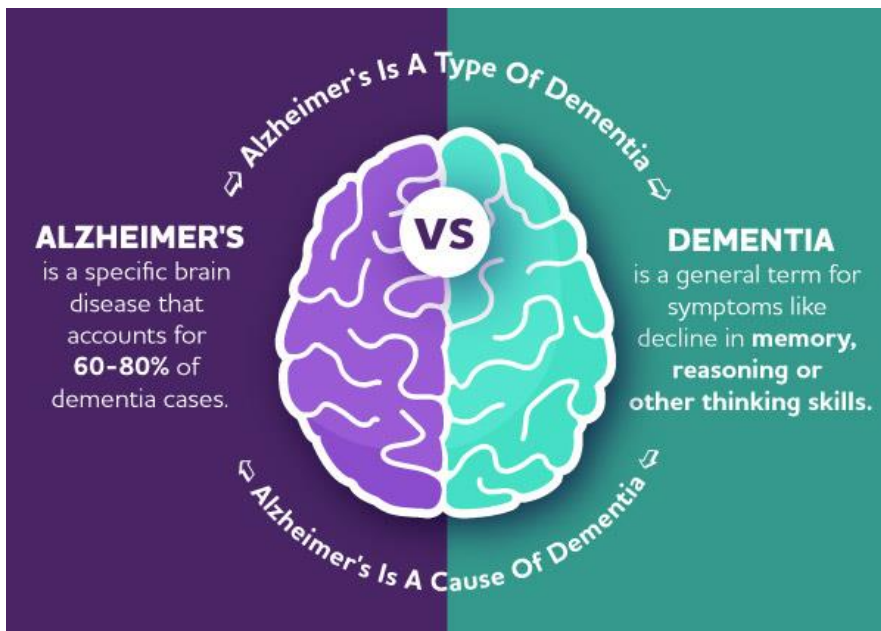 Alzheimer's Is A Type Of Dementia
VS
ALZHEIMER'S
is a specific brain
disease that
accounts for
60-80% of
dementia cases.
DEMENTIA
is a general term for
symptoms like
decline in memory,
reasoning or
other thinking skills.
Alzheimer's Is A Cause Of Dementia